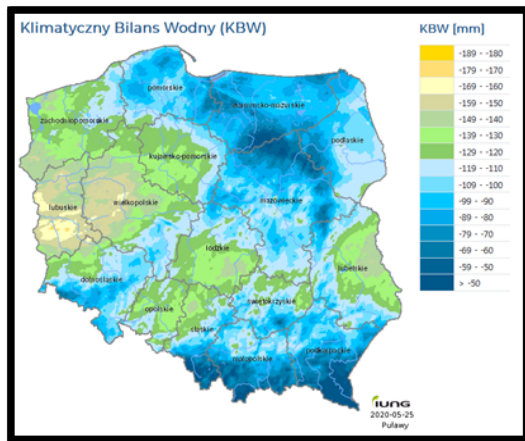 Klimatyczny Bilans Wodny (KBW)
KBW [mm]
-189 - -180
-179 - -170
-169 - -160
-159 - -150
-149 - -140
-139 - -130
-129 - -120
-119 - -110
-109 - -100
-99 - -90
-89 - -80
-79 - -70
-69 - -60
-59 - -50
> -50
pomorskie
warmińsko-mazurskie
zachodniopomorskie
podlaskie
kujawsko-pomorskie
mazowieckie
lubuskie
wielkopolskie
łódzkie
lubelskie
dolnośląskie
świętokrzyskie
opolskie
śląskie
podkarpackie
małopolskie
IUNG
2020-05-25
Puławy